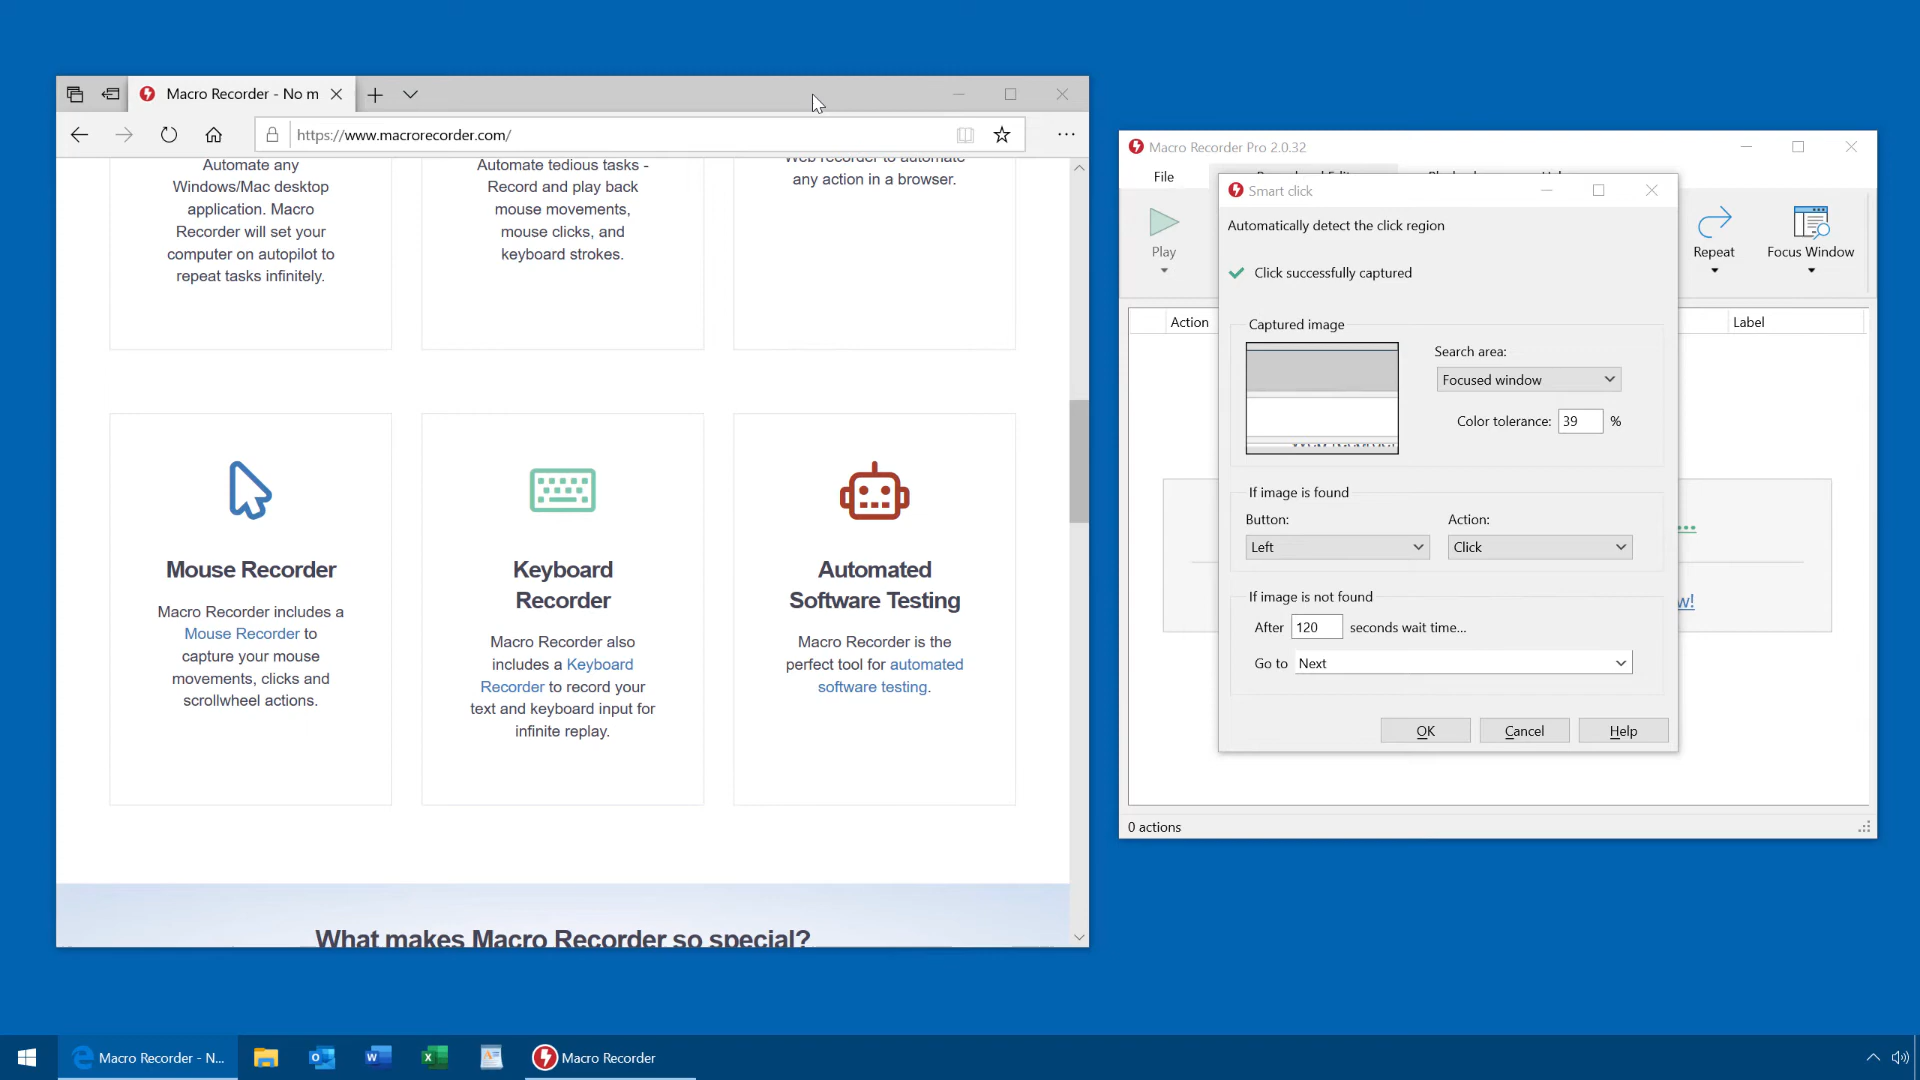 Macro Recorder - No m
https://www.macrorecorder.com/
Automate any
Windows/Mac desktop
application. Macro
Recorder will set your
computer on autopilot to
repeat tasks infinitely.
Automate tedious tasks -
Record and play back
mouse movements,
mouse clicks, and
keyboard strokes.
Web recorder to automate
any action in a browser.
Mouse Recorder
Macro Recorder includes a
Mouse Recorder to
capture your mouse
movements, clicks and
scrollwheel actions.
Keyboard
Recorder
Macro Recorder also
includes a Keyboard
Recorder to record your
text and keyboard input for
infinite replay.
Automated
Software Testing
Macro Recorder is the
perfect tool for automated
software testing.
What makes Macro Recorder so special?
Macro Recorder Pro 2.0.32
File
Play
Repeat
Focus Window
Action
Label
w!
0 actions
Smart click
Automatically detect the click region
Click successfully captured
Captured image
Search area:
Focused window
Color tolerance: 39 %
If image is found
Button:
Action:
Left
Click
If image is not found
After 120 seconds wait time...
Go to Next
OK
Cancel
Help
Macro Recorder - N...
Macro Recorder